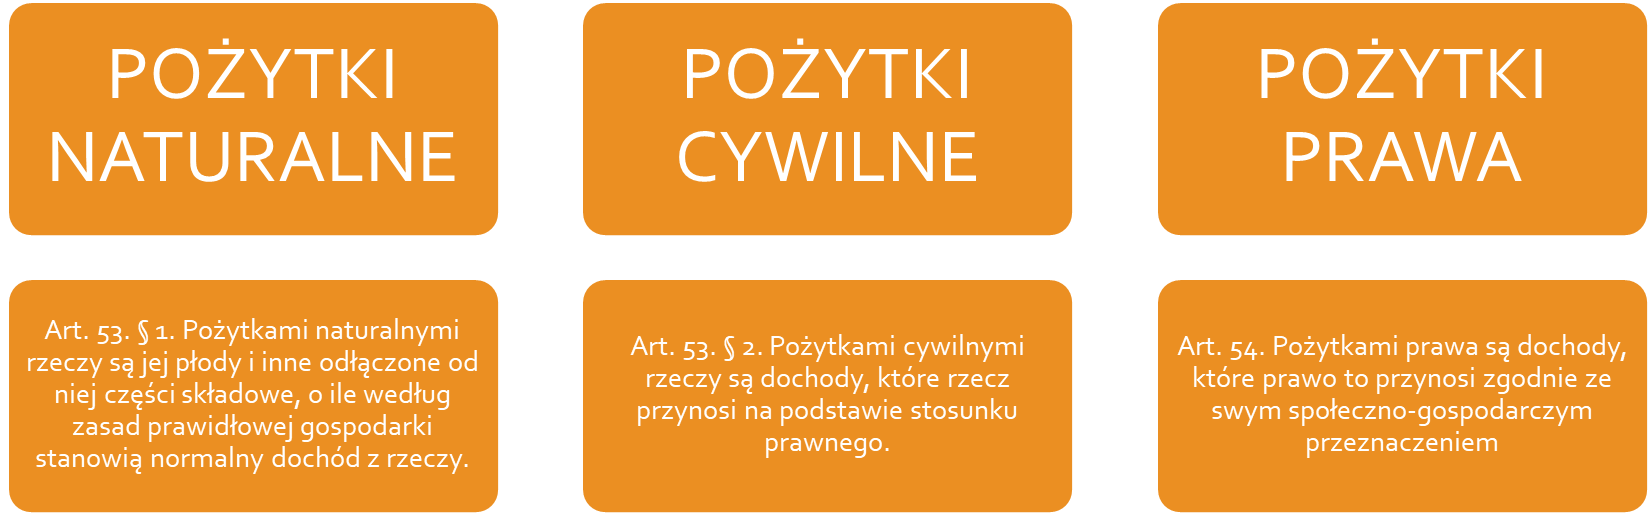 POŻYTKI
NATURALNE
POŻYTKI
CYWILNE
POŻYTKI
PRAWA
Art. 53. § 1. Pożytkami naturalnymi
rzeczy są jej płody i inne odłączone od
niej części składowe, o ile według
zasad prawidłowej gospodarki
stanowią normalny dochód z rzeczy.
Art. 53. § 2. Pożytkami cywilnymi
rzeczy są dochody, które rzecz
przynosi na podstawie stosunku
prawnego.
Art. 54. Pożytkami prawa są dochody,
które prawo to przynosi zgodnie ze
swym społeczno-gospodarczym
przeznaczeniem